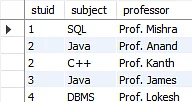 stuid subject professor
1 SQL Prof. Mishra
2 Java Prof. Anand
2 C++ Prof. Kanth
3 Java Prof. James
4 DBMS Prof. Lokesh